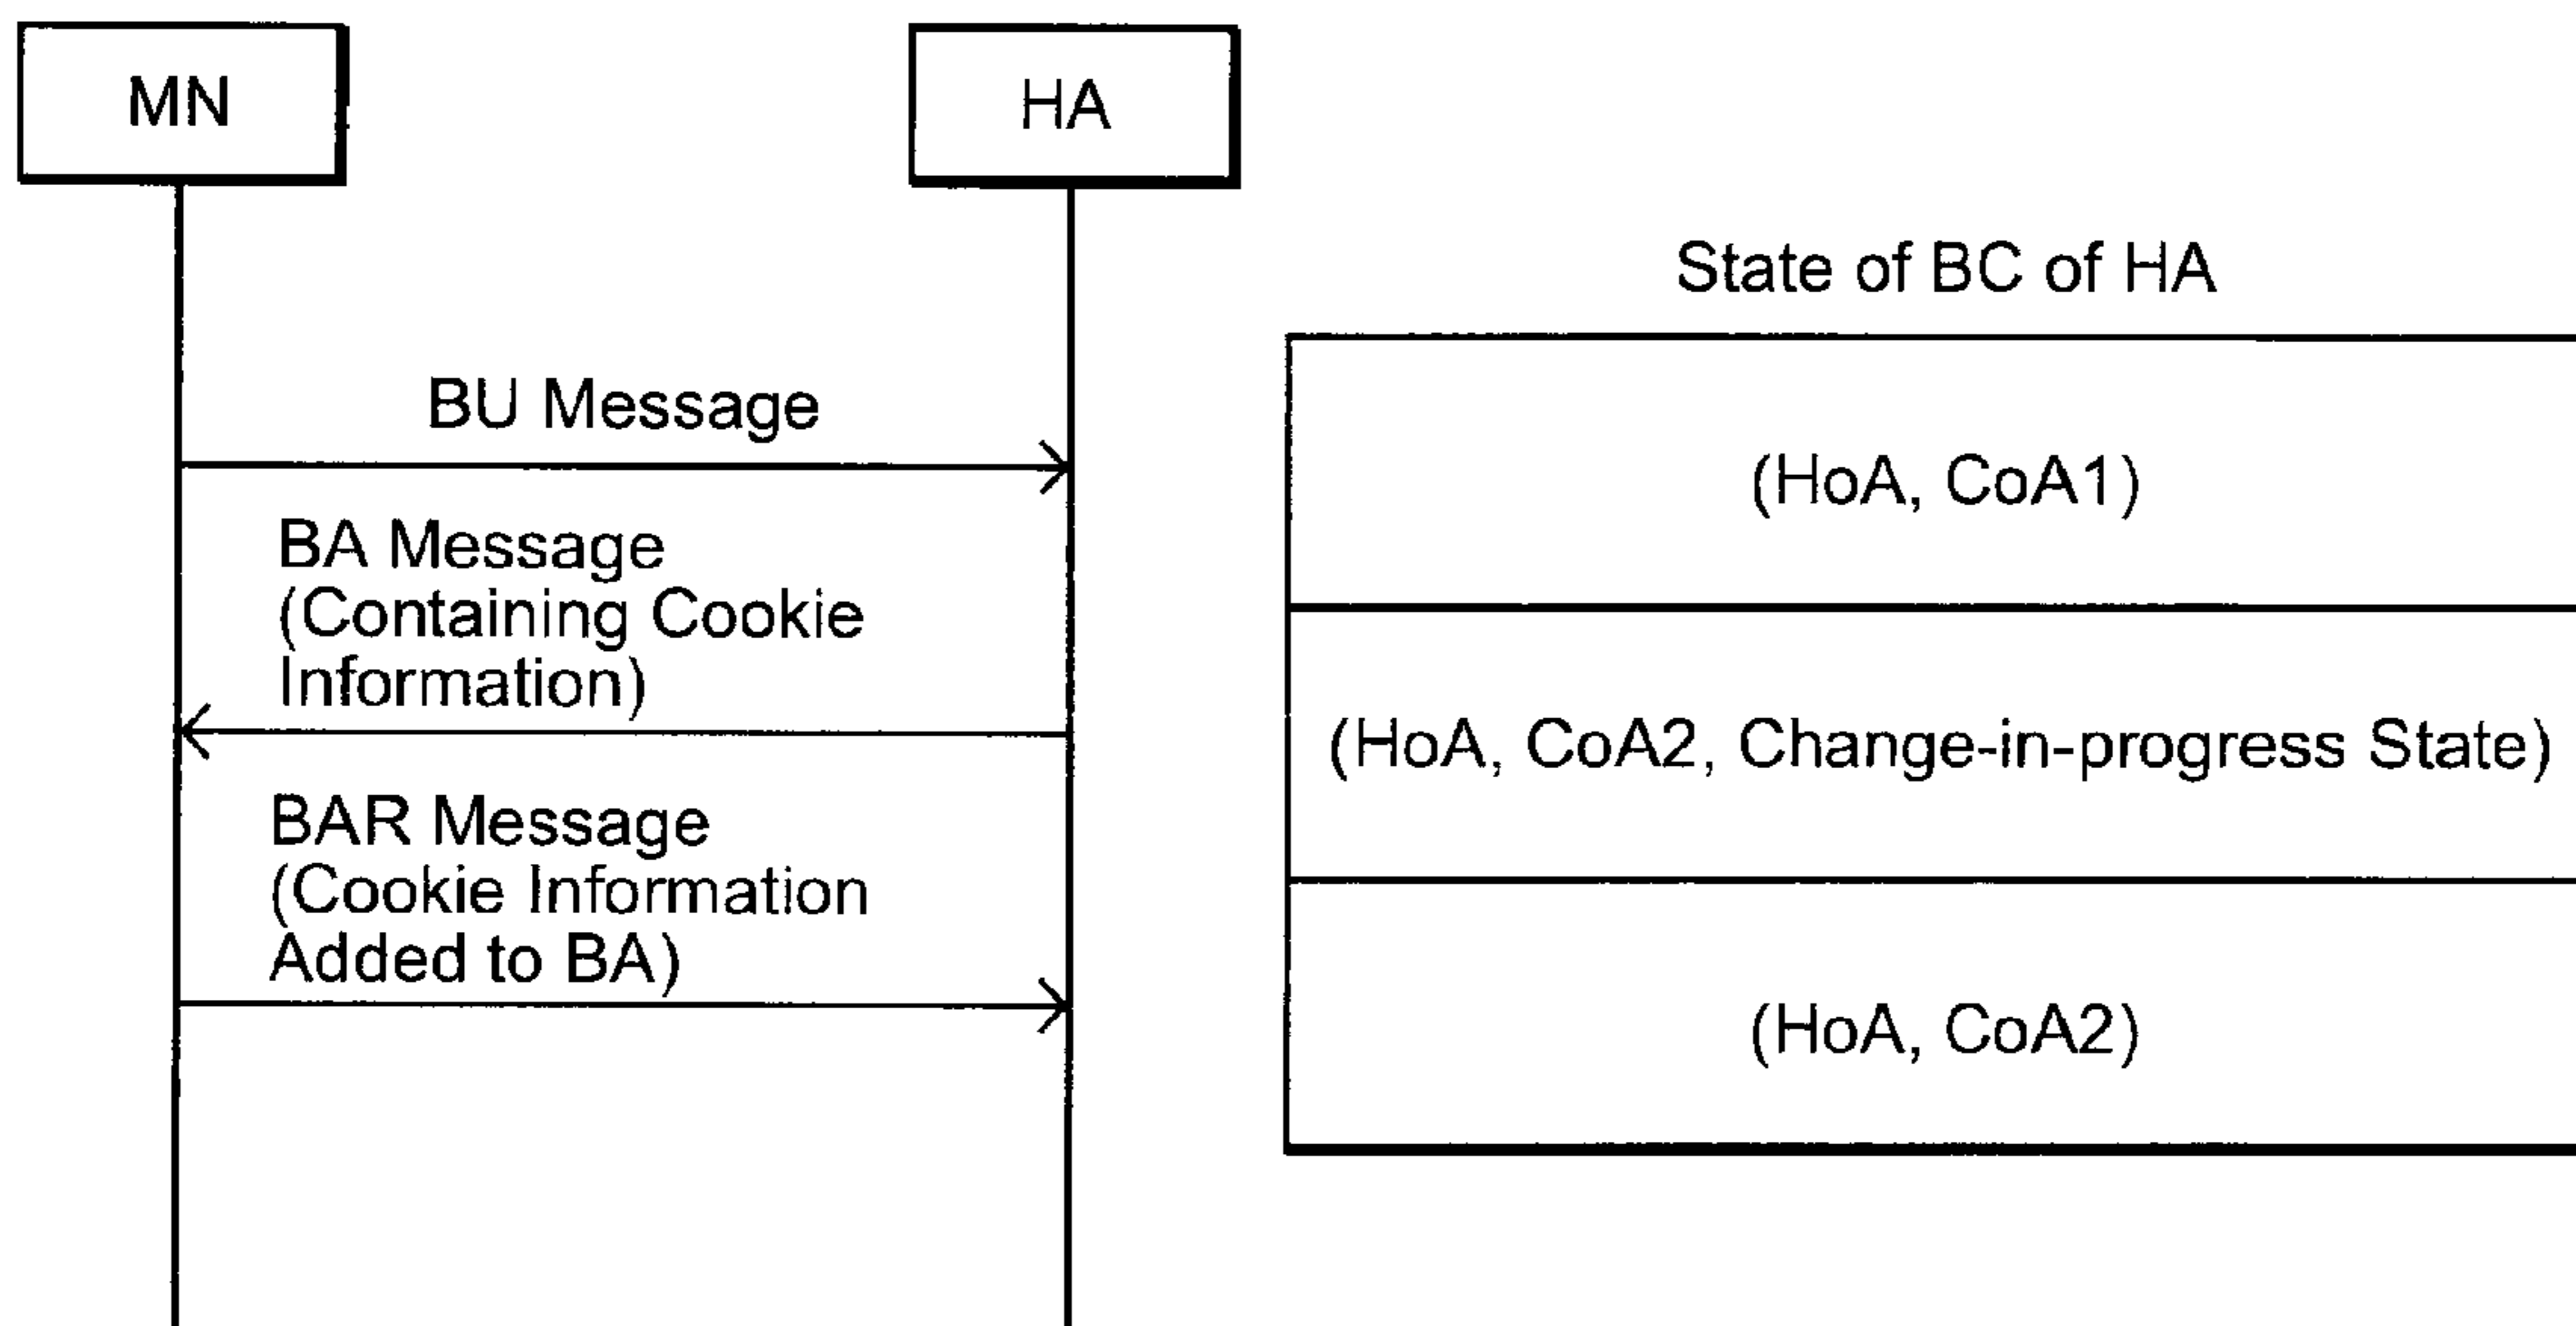 MN
HA
State of BC of HA
BU Message
(HoA, CoA1)
BA Message
(Containing Cookie
Information)
(HoA, CoA2, Change-in-progress State)
BAR Message
(Cookie Information
Added to BA)
(HoA, CoA2)